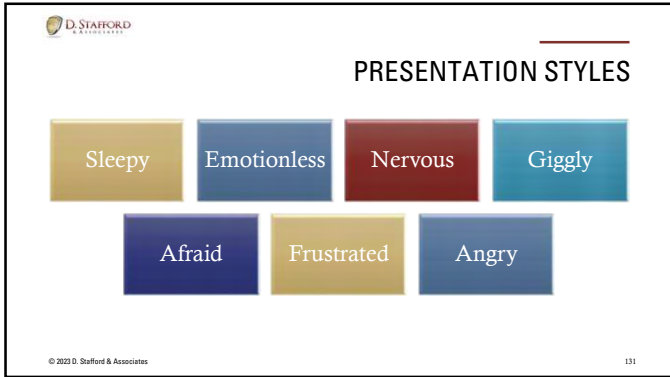 D. STAFFORD
& ASSOCIATES
PRESENTATION STYLES
Sleepy
Emotionless
Nervous
Giggly
Afraid
Frustrated
Angry
© 2023 D. Stafford & Associates
131